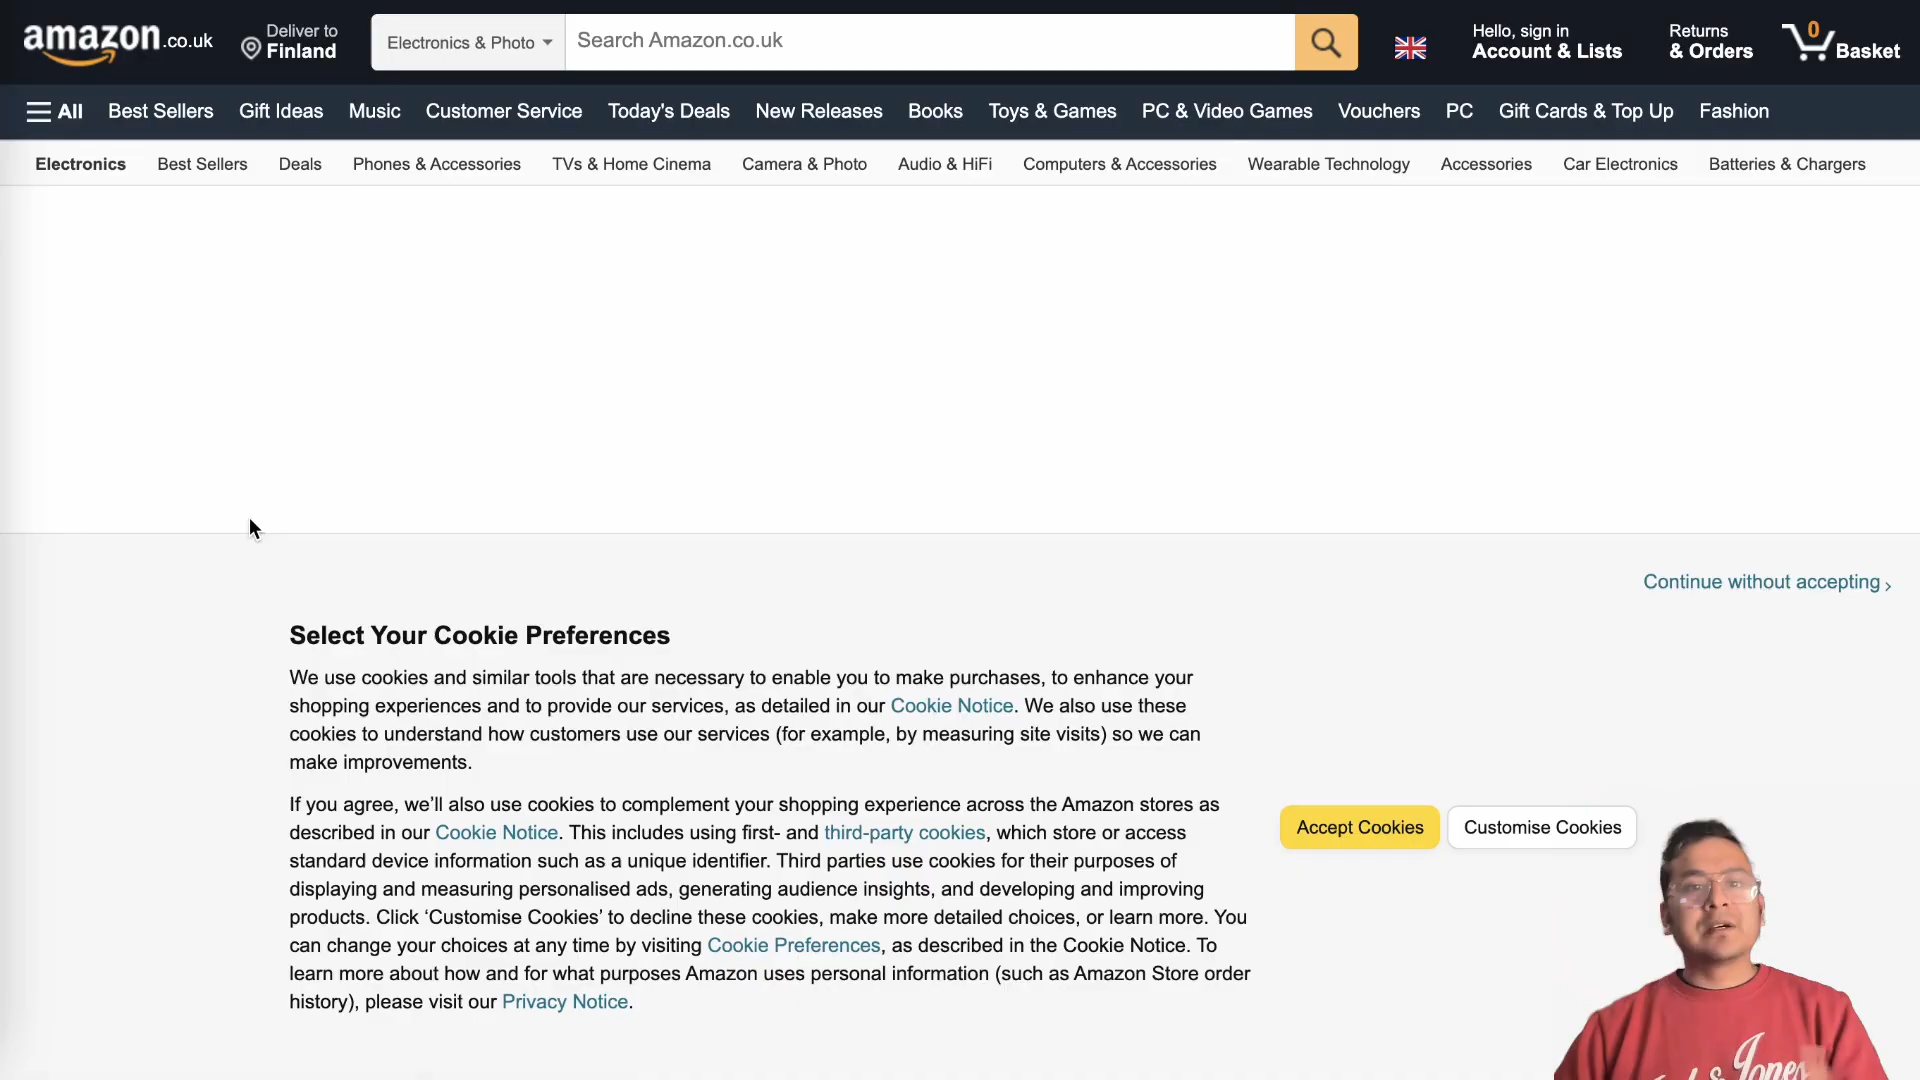 amazon.co.uk
Deliver to
Finland
Electronics & Photo
Search Amazon.co.uk
Hello, sign in
Account & Lists
Returns
& Orders
0
Basket
All Best Sellers Gift Ideas Music Customer Service Today's Deals New Releases Books Toys & Games PC & Video Games Vouchers PC Gift Cards & Top Up Fashion
Electronics Best Sellers Deals Phones & Accessories TVs & Home Cinema Camera & Photo Audio & HiFi Computers & Accessories Wearable Technology Accessories Car Electronics Batteries & Chargers
Continue without accepting ›
Select Your Cookie Preferences
We use cookies and similar tools that are necessary to enable you to make purchases, to enhance your
shopping experiences and to provide our services, as detailed in our Cookie Notice. We also use these
cookies to understand how customers use our services (for example, by measuring site visits) so we can
make improvements.
If you agree, we’ll also use cookies to complement your shopping experience across the Amazon stores as
described in our Cookie Notice. This includes using first- and third-party cookies, which store or access
standard device information such as a unique identifier. Third parties use cookies for their purposes of
displaying and measuring personalised ads, generating audience insights, and developing and improving
products. Click ‘Customise Cookies’ to decline these cookies, make more detailed choices, or learn more. You
can change your choices at any time by visiting Cookie Preferences, as described in the Cookie Notice. To
learn more about how and for what purposes Amazon uses personal information (such as Amazon Store order
history), please visit our Privacy Notice.
Accept Cookies
Customise Cookies
& Jones